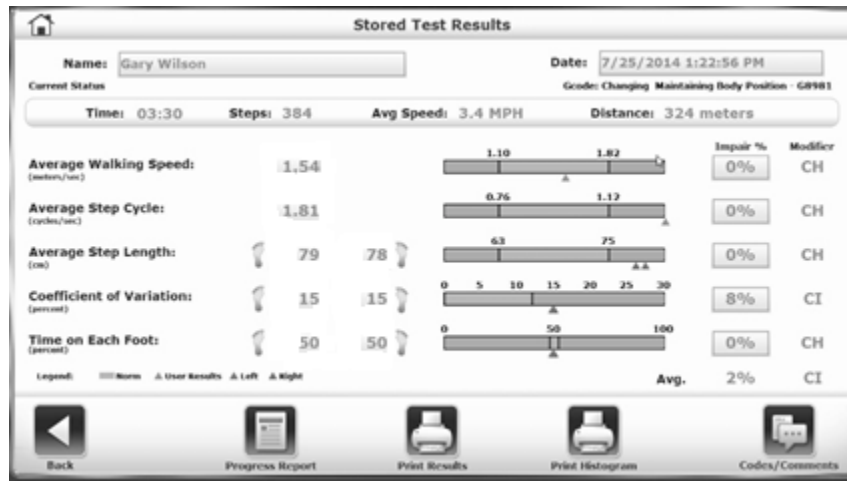 Stored Test Results
Name: Gary Wilson Date: 7/25/2014 1:22:56 PM
Current Status Gcode: Changing Maintaining Body Position - G8981
Time: 03:30 Steps: 384 Avg Speed: 3.4 MPH Distance: 324 meters
Impair % Modifier
1.10 1.82
Average Walking Speed: 1.54 0% CH
(meters/sec)
0.76 1.12
Average Step Cycle: 1.81 0% CH
(cycles/sec)
63 75
Average Step Length: 79 78 0% CH
(cm)
0 5 10 15 20 25 30
Coefficient of Variation: 15 15 8% CI
(percent)
0 50 100
Time on Each Foot: 50 50 0% CH
(percent)
Legend: Norm User Results Left Right Avg. 2% CI
Back Progress Report Print Results Print Histogram Codes/Comments